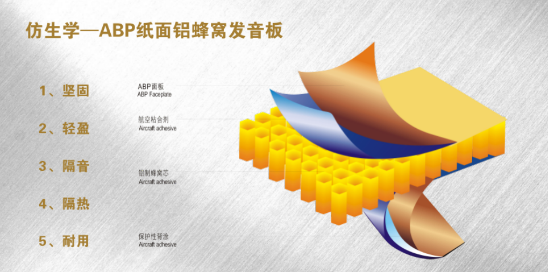 仿生学—ABP纸面铝蜂窝发音板
1、坚固
2、轻盈
3、隔音
4、隔热
5、耐用
ABP面板
ABP Faceplate
航空粘合剂
Aircraft adhesive
铝制蜂窝芯
Aircraft adhesive
保护性背涂
Aircraft adhesive